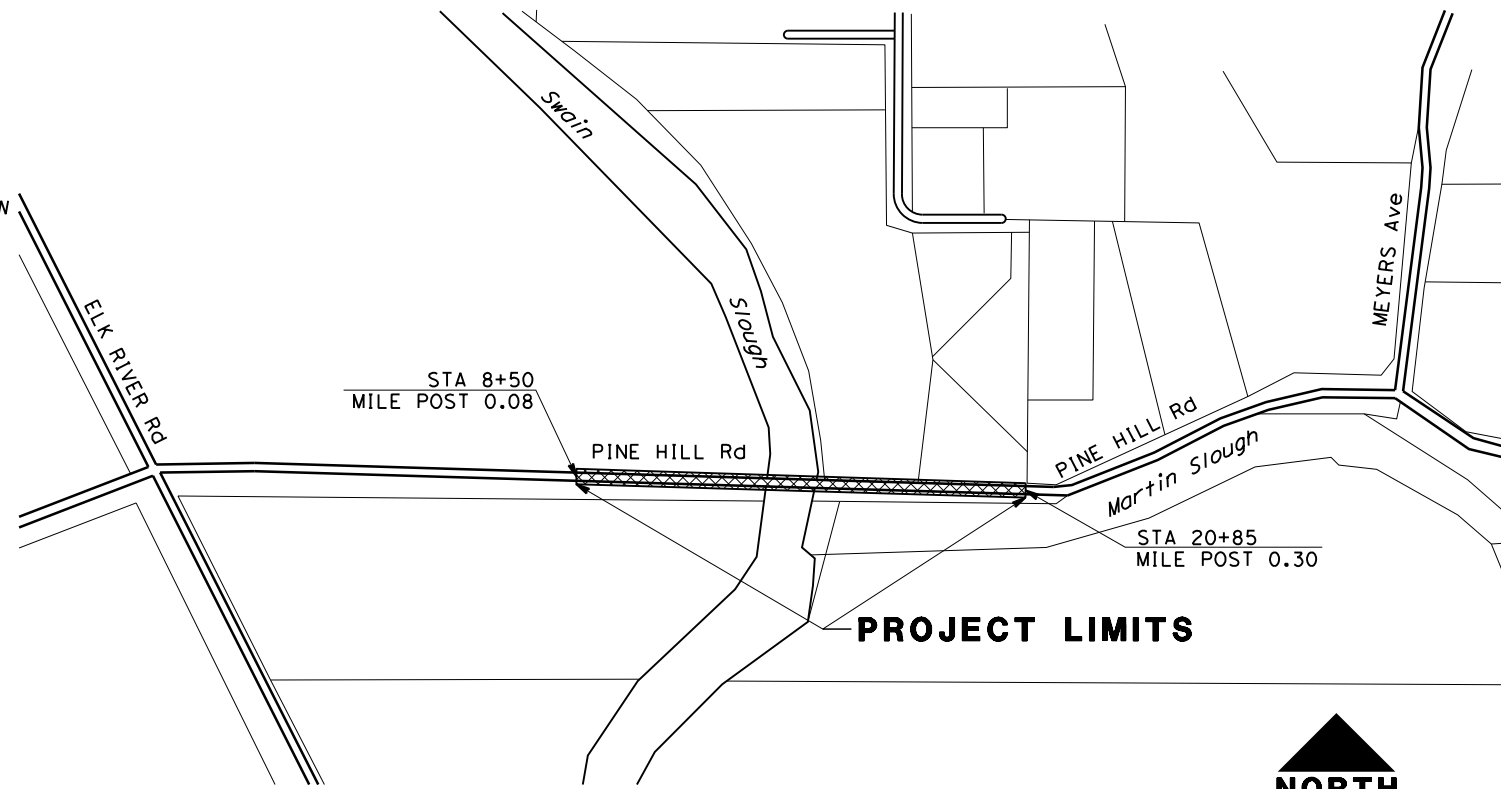 Swain
Slough
N
ELK RIVER Rd
MEYERS Ave
STA 8+50
MILE POST 0.08
PINE HILL Rd
PINE HILL Rd
Martin Slough
STA 20+85
MILE POST 0.30
PROJECT LIMITS
NORTH